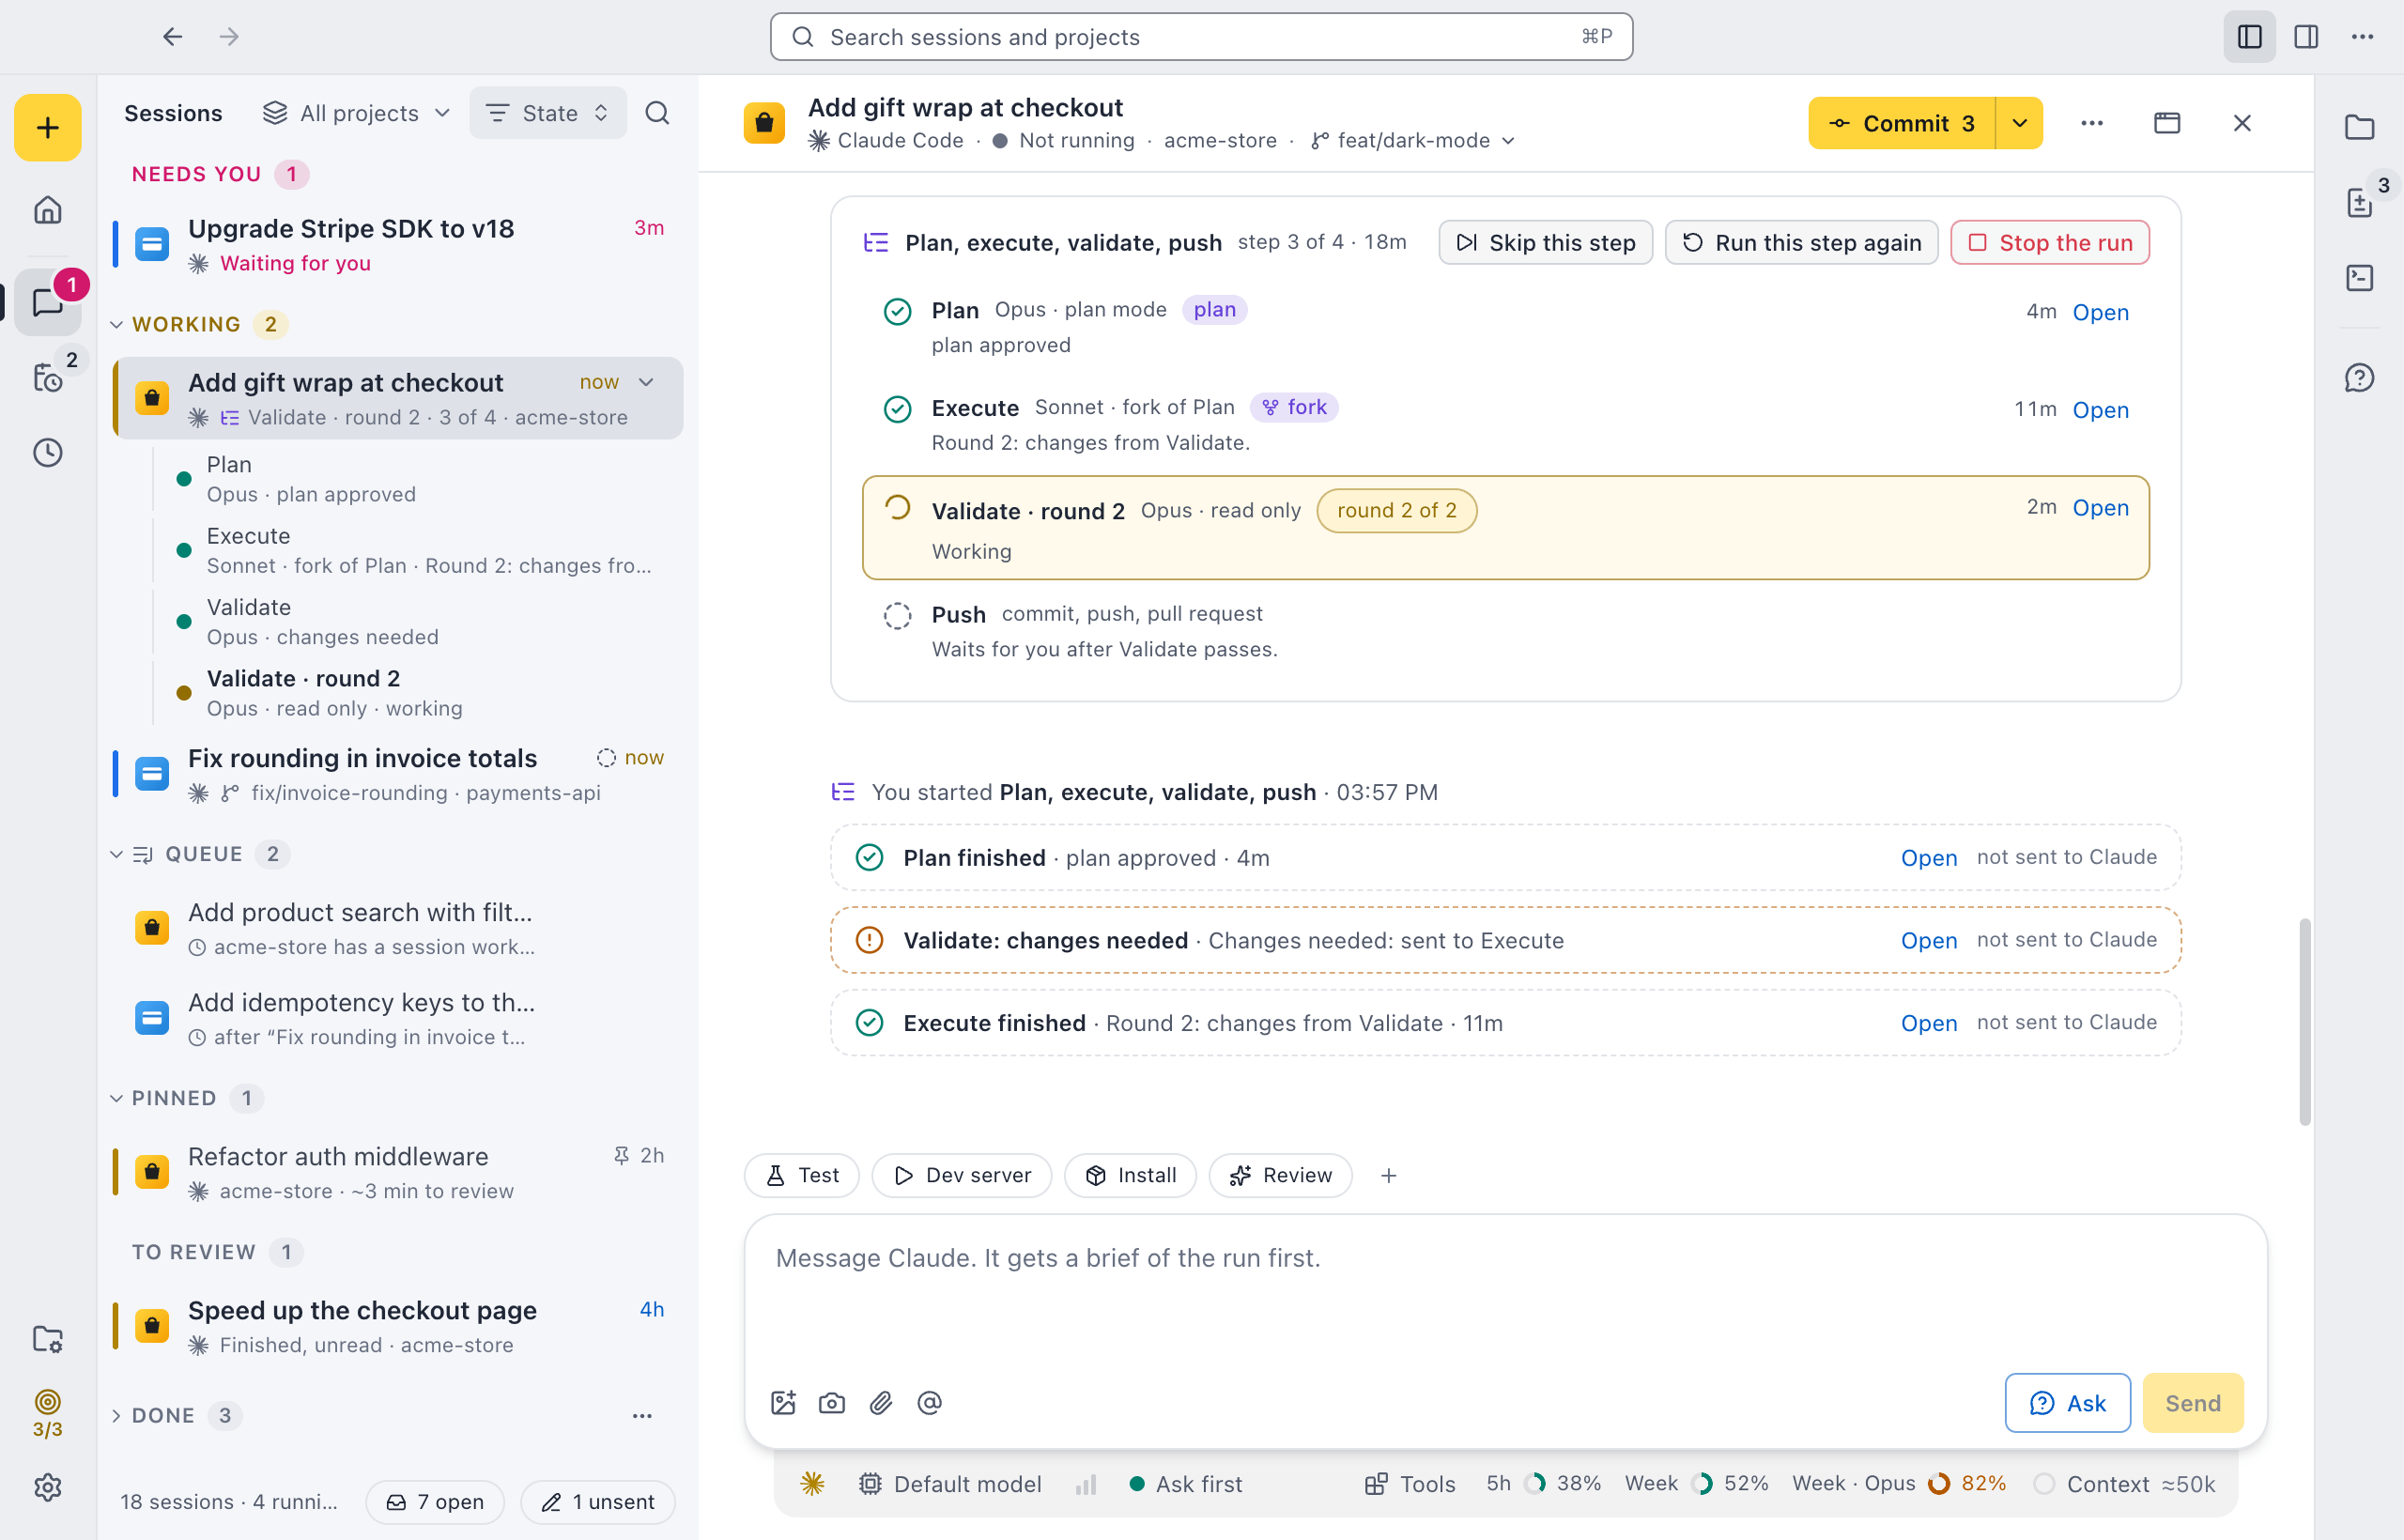 Search sessions and projects ⌘P
Sessions All projects State
NEEDS YOU 1
Upgrade Stripe SDK to v18 3m
Waiting for you
WORKING 2
Add gift wrap at checkout now
Validate · round 2 · 3 of 4 · acme-store
Plan
Opus · plan approved
Execute
Sonnet · fork of Plan · Round 2: changes fro...
Validate
Opus · changes needed
Validate · round 2
Opus · read only · working
Fix rounding in invoice totals now
fix/invoice-rounding · payments-api
QUEUE 2
Add product search with filt...
acme-store has a session work...
Add idempotency keys to th...
after “Fix rounding in invoice t...
PINNED 1
Refactor auth middleware 2h
acme-store · ~3 min to review
TO REVIEW 1
Speed up the checkout page 4h
Finished, unread · acme-store
DONE 3
18 sessions · 4 runni... 7 open 1 unsent
1
2
3/3
Add gift wrap at checkout
Claude Code · Not running · acme-store · feat/dark-mode
Commit 3
Plan, execute, validate, push step 3 of 4 · 18m Skip this step Run this step again Stop the run
Plan Opus · plan mode plan 4m Open
plan approved
Execute Sonnet · fork of Plan fork 11m Open
Round 2: changes from Validate.
Validate · round 2 Opus · read only round 2 of 2 2m Open
Working
Push commit, push, pull request
Waits for you after Validate passes.
You started Plan, execute, validate, push · 03:57 PM
Plan finished · plan approved · 4m Open not sent to Claude
Validate: changes needed · Changes needed: sent to Execute Open not sent to Claude
Execute finished · Round 2: changes from Validate · 11m Open not sent to Claude
Test Dev server Install Review
Message Claude. It gets a brief of the run first.
Ask Send
Default model Ask first Tools 5h 38% Week 52% Week · Opus 82% Context ≈50k
3